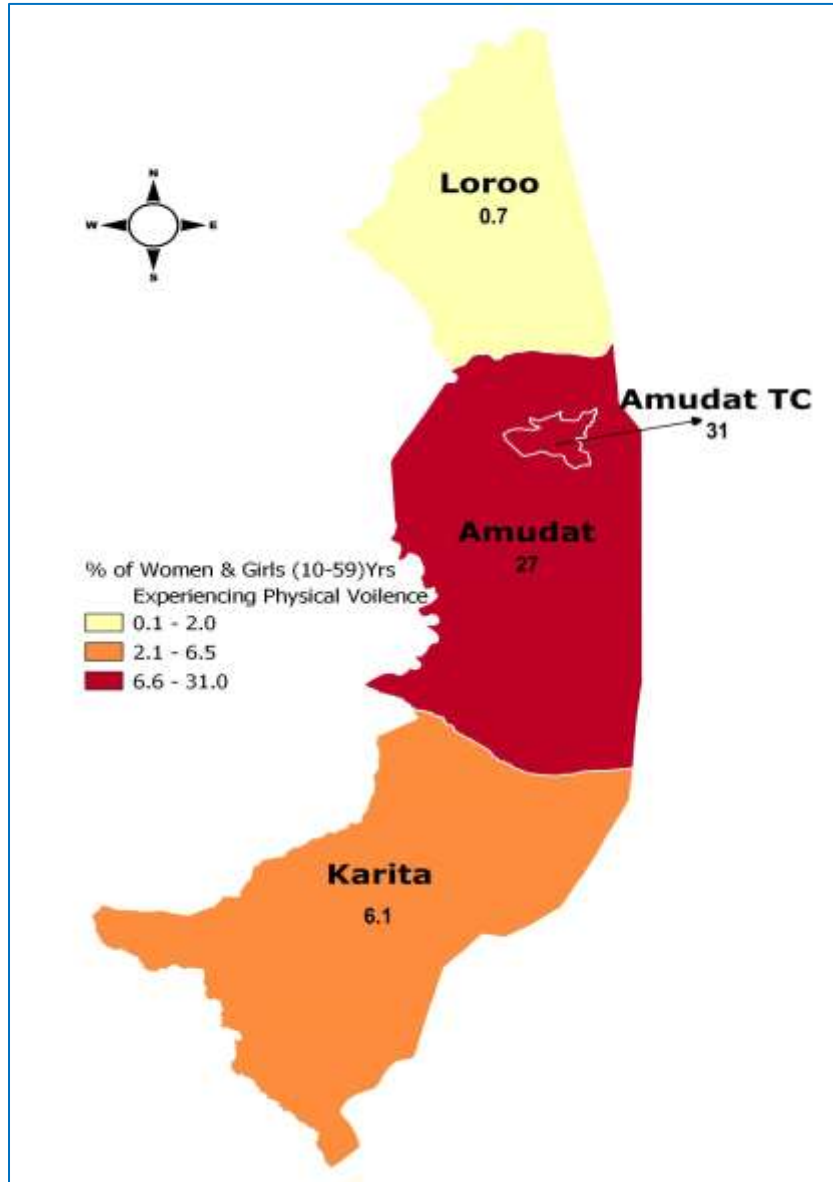 N
W E
S
Loroo
0.7
Amudat TC
31
Amudat
27
% of Women & Girls (10-59)Yrs
Experiencing Physical Voilence
0.1 - 2.0
2.1 - 6.5
6.6 - 31.0
Karita
6.1